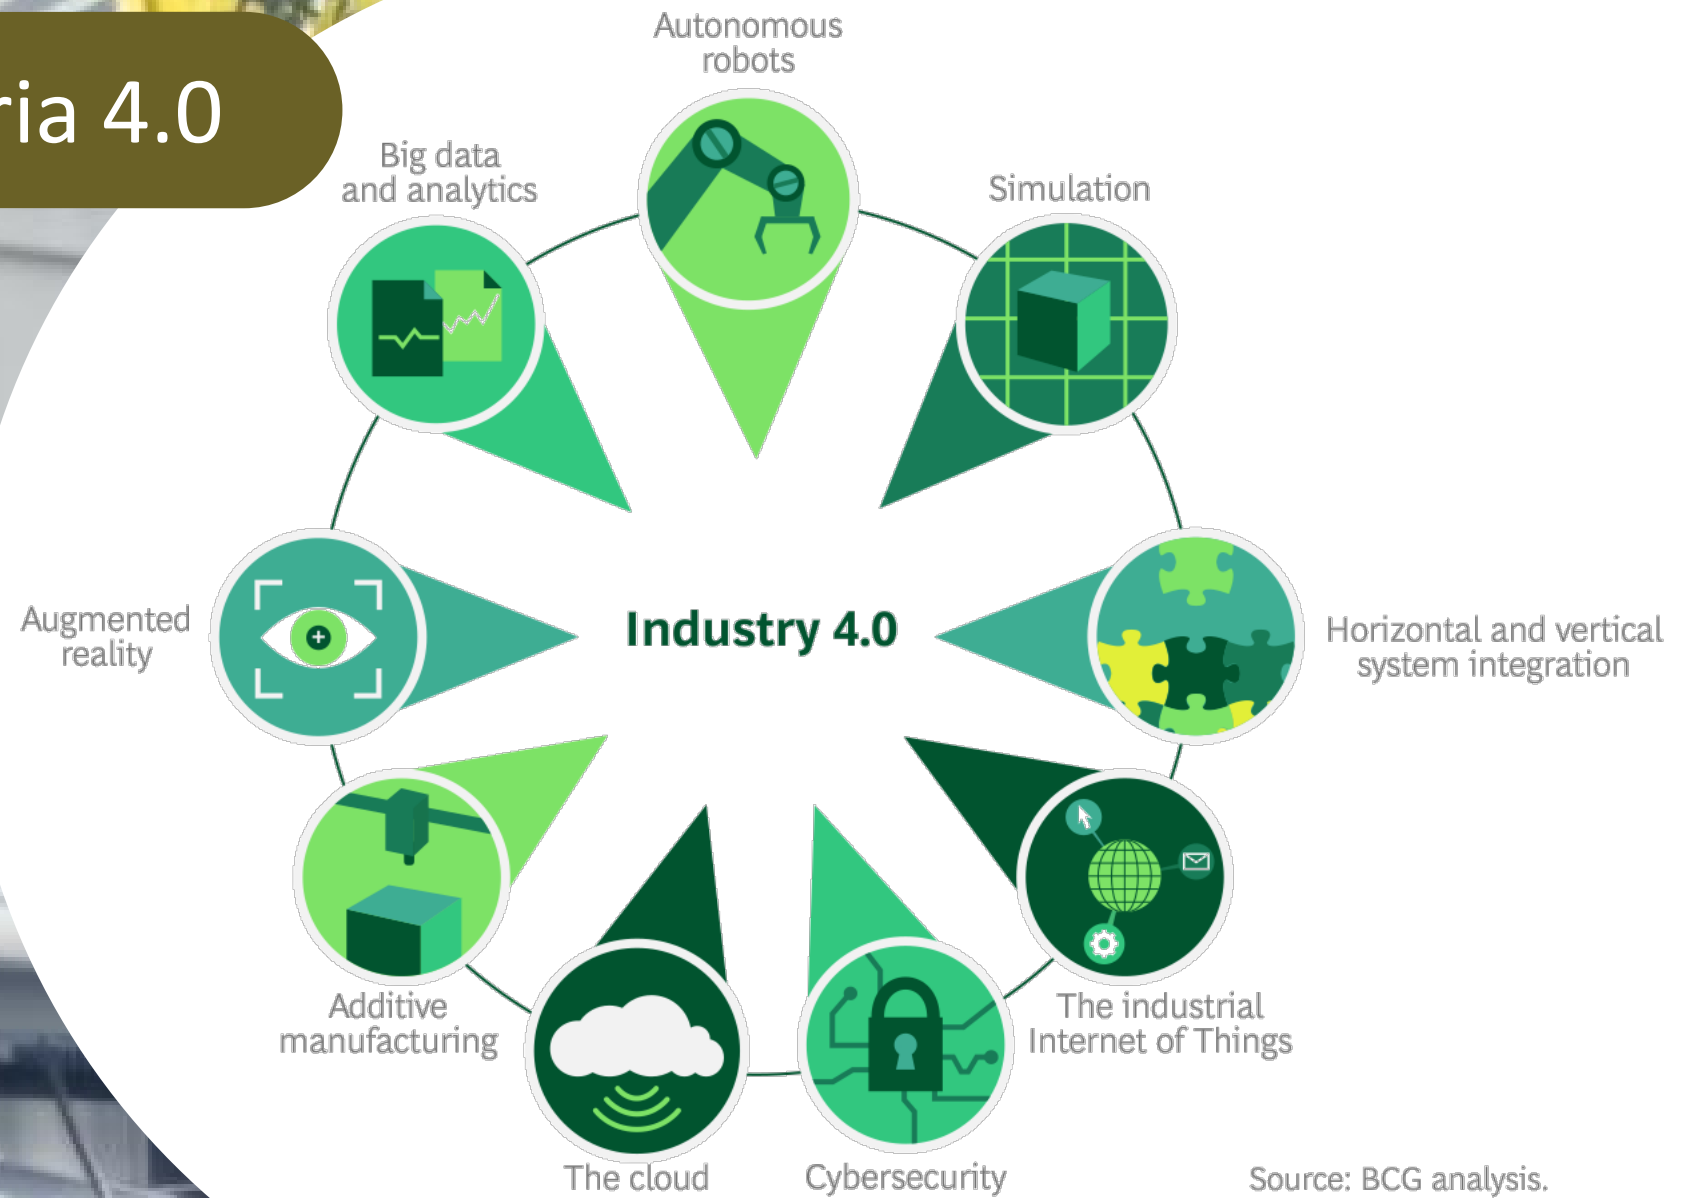 ria 4.0
Autonomous
robots
Big data
and analytics
Simulation
Augmented
reality
Industry 4.0
Horizontal and vertical
system integration
Additive
manufacturing
The industrial
Internet of Things
The cloud
Cybersecurity
Source: BCG analysis.